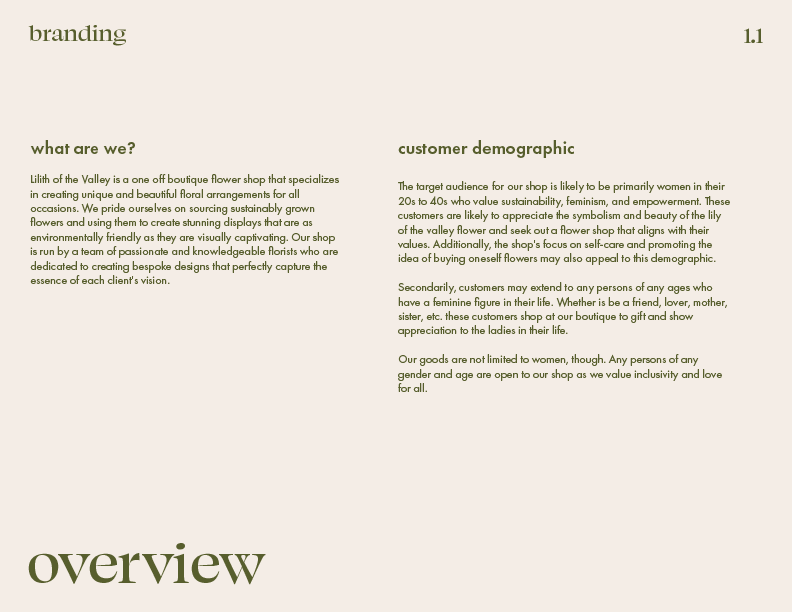 branding
1.1
what are we?
Lilith of the Valley is a one off boutique flower shop that specializes
in creating unique and beautiful floral arrangements for all
occasions. We pride ourselves on sourcing sustainably grown
flowers and using them to create stunning displays that are as
environmentally friendly as they are visually captivating. Our shop
is run by a team of passionate and knowledgeable florists who are
dedicated to creating bespoke designs that perfectly capture the
essence of each client's vision.
customer demographic
The target audience for our shop is likely to be primarily women in their
20s to 40s who value sustainability, feminism, and empowerment. These
customers are likely to appreciate the symbolism and beauty of the lily
of the valley flower and seek out a flower shop that aligns with their
values. Additionally, the shop's focus on self-care and promoting the
idea of buying oneself flowers may also appeal to this demographic.
Secondarily, customers may extend to any persons of any ages who
have a feminine figure in their life. Whether is be a friend, lover, mother,
sister, etc. these customers shop at our boutique to gift and show
appreciation to the ladies in their life.
Our goods are not limited to women, though. Any persons of any
gender and age are open to our shop as we value inclusivity and love
for all.
overview